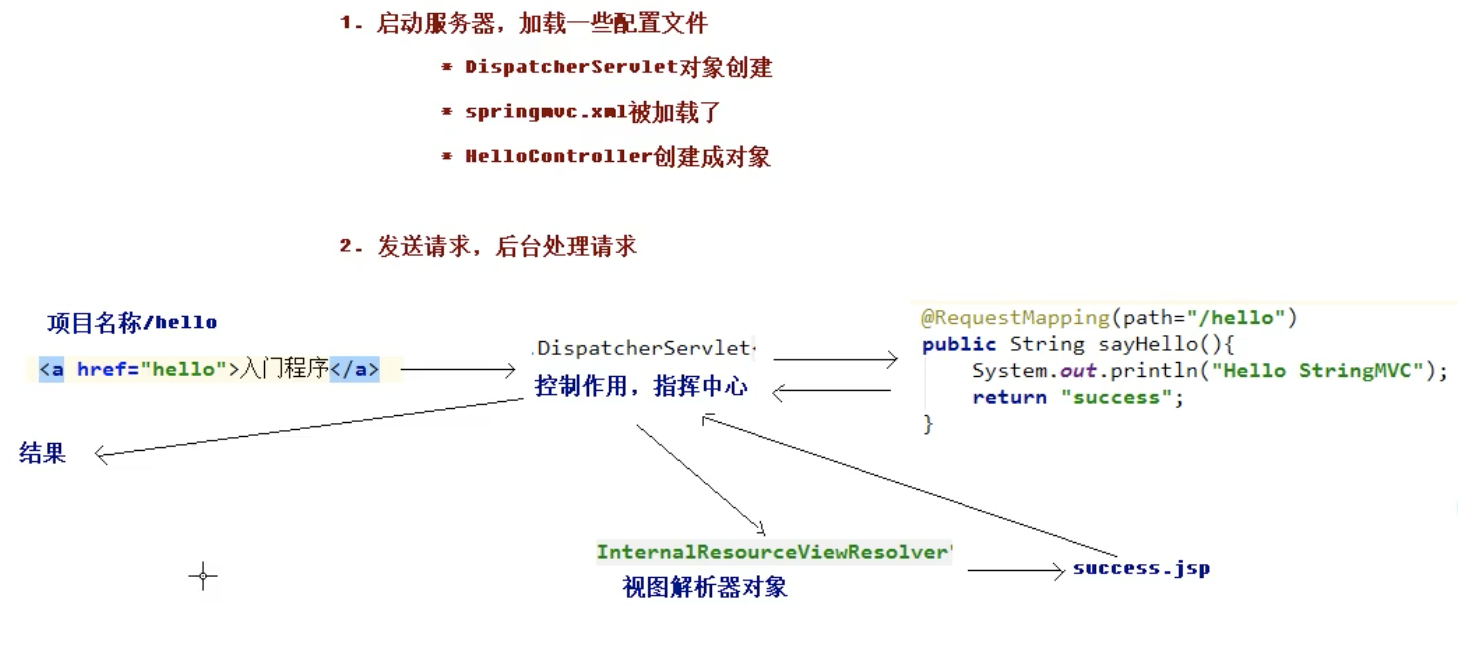 1. 启动服务器，加载一些配置文件
* DispatcherServlet对象创建
* springmvc.xml被加载了
* HelloController创建成对象
2. 发送请求，后台处理请求
项目名称/hello
<a href="hello">入门程序</a>
.DispatcherServlet
控制作用，指挥中心
@RequestMapping(path="/hello")
public String sayHello(){
System.out.println("Hello StringMVC");
return "success";
}
结果
InternalResourceViewResolver"
视图解析器对象
success.jsp